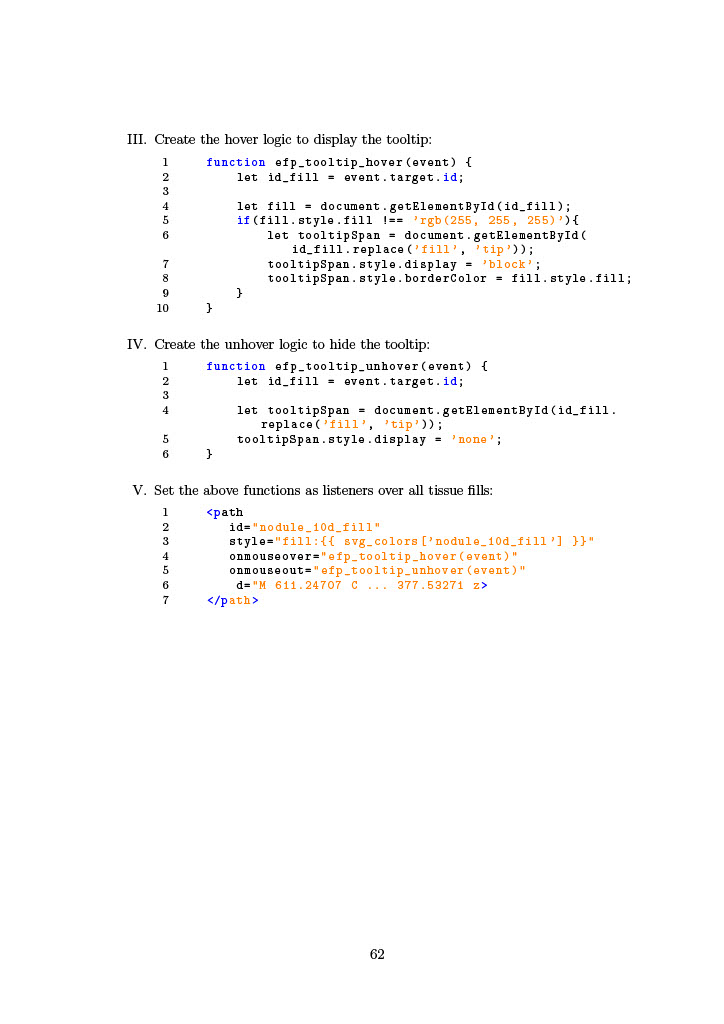 III. Create the hover logic to display the tooltip:
1 function efp_tooltip_hover(event) {
2 let id_fill = event.target.id;
3
4 let fill = document.getElementById(id_fill);
5 if(fill.style.fill !== 'rgb(255, 255, 255)'){
6 let tooltipSpan = document.getElementById(
id_fill.replace('fill', 'tip'));
7 tooltipSpan.style.display = 'block';
8 tooltipSpan.style.borderColor = fill.style.fill;
9 }
10 }
IV. Create the unhover logic to hide the tooltip:
1 function efp_tooltip_unhover(event) {
2 let id_fill = event.target.id;
3
4 let tooltipSpan = document.getElementById(id_fill.
replace('fill', 'tip'));
5 tooltipSpan.style.display = 'none';
6 }
V. Set the above functions as listeners over all tissue fills:
1 <path
2 id="nodule_10d_fill"
3 style="fill:{{ svg_colors['nodule_10d_fill'] }}"
4 onmouseover="efp_tooltip_hover(event)"
5 onmouseout="efp_tooltip_unhover(event)"
6 d="M 611.24707 C ... 377.53271 z>
7 </path>
62